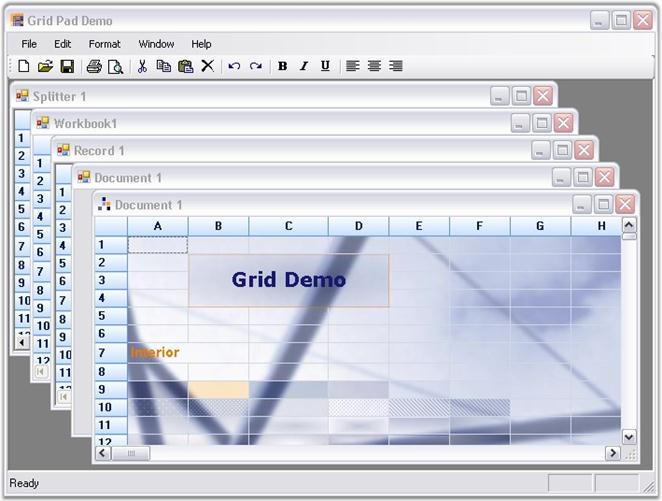 Grid Pad Demo
File Edit Format Window Help
B I U
Splitter 1
Workbook1
Record 1
Document 1
Document 1
A B C D E F G H
1
2
3
4
5
6
7
8
9
10
11
12
Grid Demo
Interior
1
2
3
4
5
6
7
8
9
10
11
12
Ready